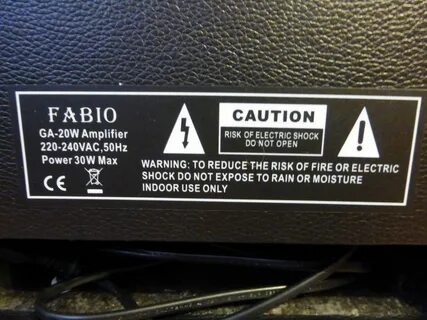 FABIO
GA-20W Amplifier
220-240VAC,50Hz
Power 30W Max
CE
CAUTION
RISK OF ELECTRIC SHOCK
DO NOT OPEN
WARNING: TO REDUCE THE RISK OF FIRE OR ELECTRIC
SHOCK DO NOT EXPOSE TO RAIN OR MOISTURE
INDOOR USE ONLY